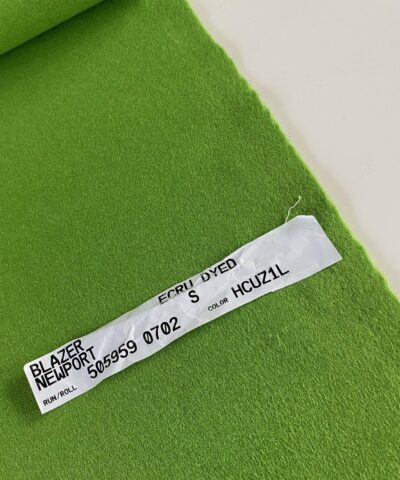 ECRU DYED
BLAZER S
NEWPORT
RUN/ROLL 505959 0702 COLOR HCUZ1L